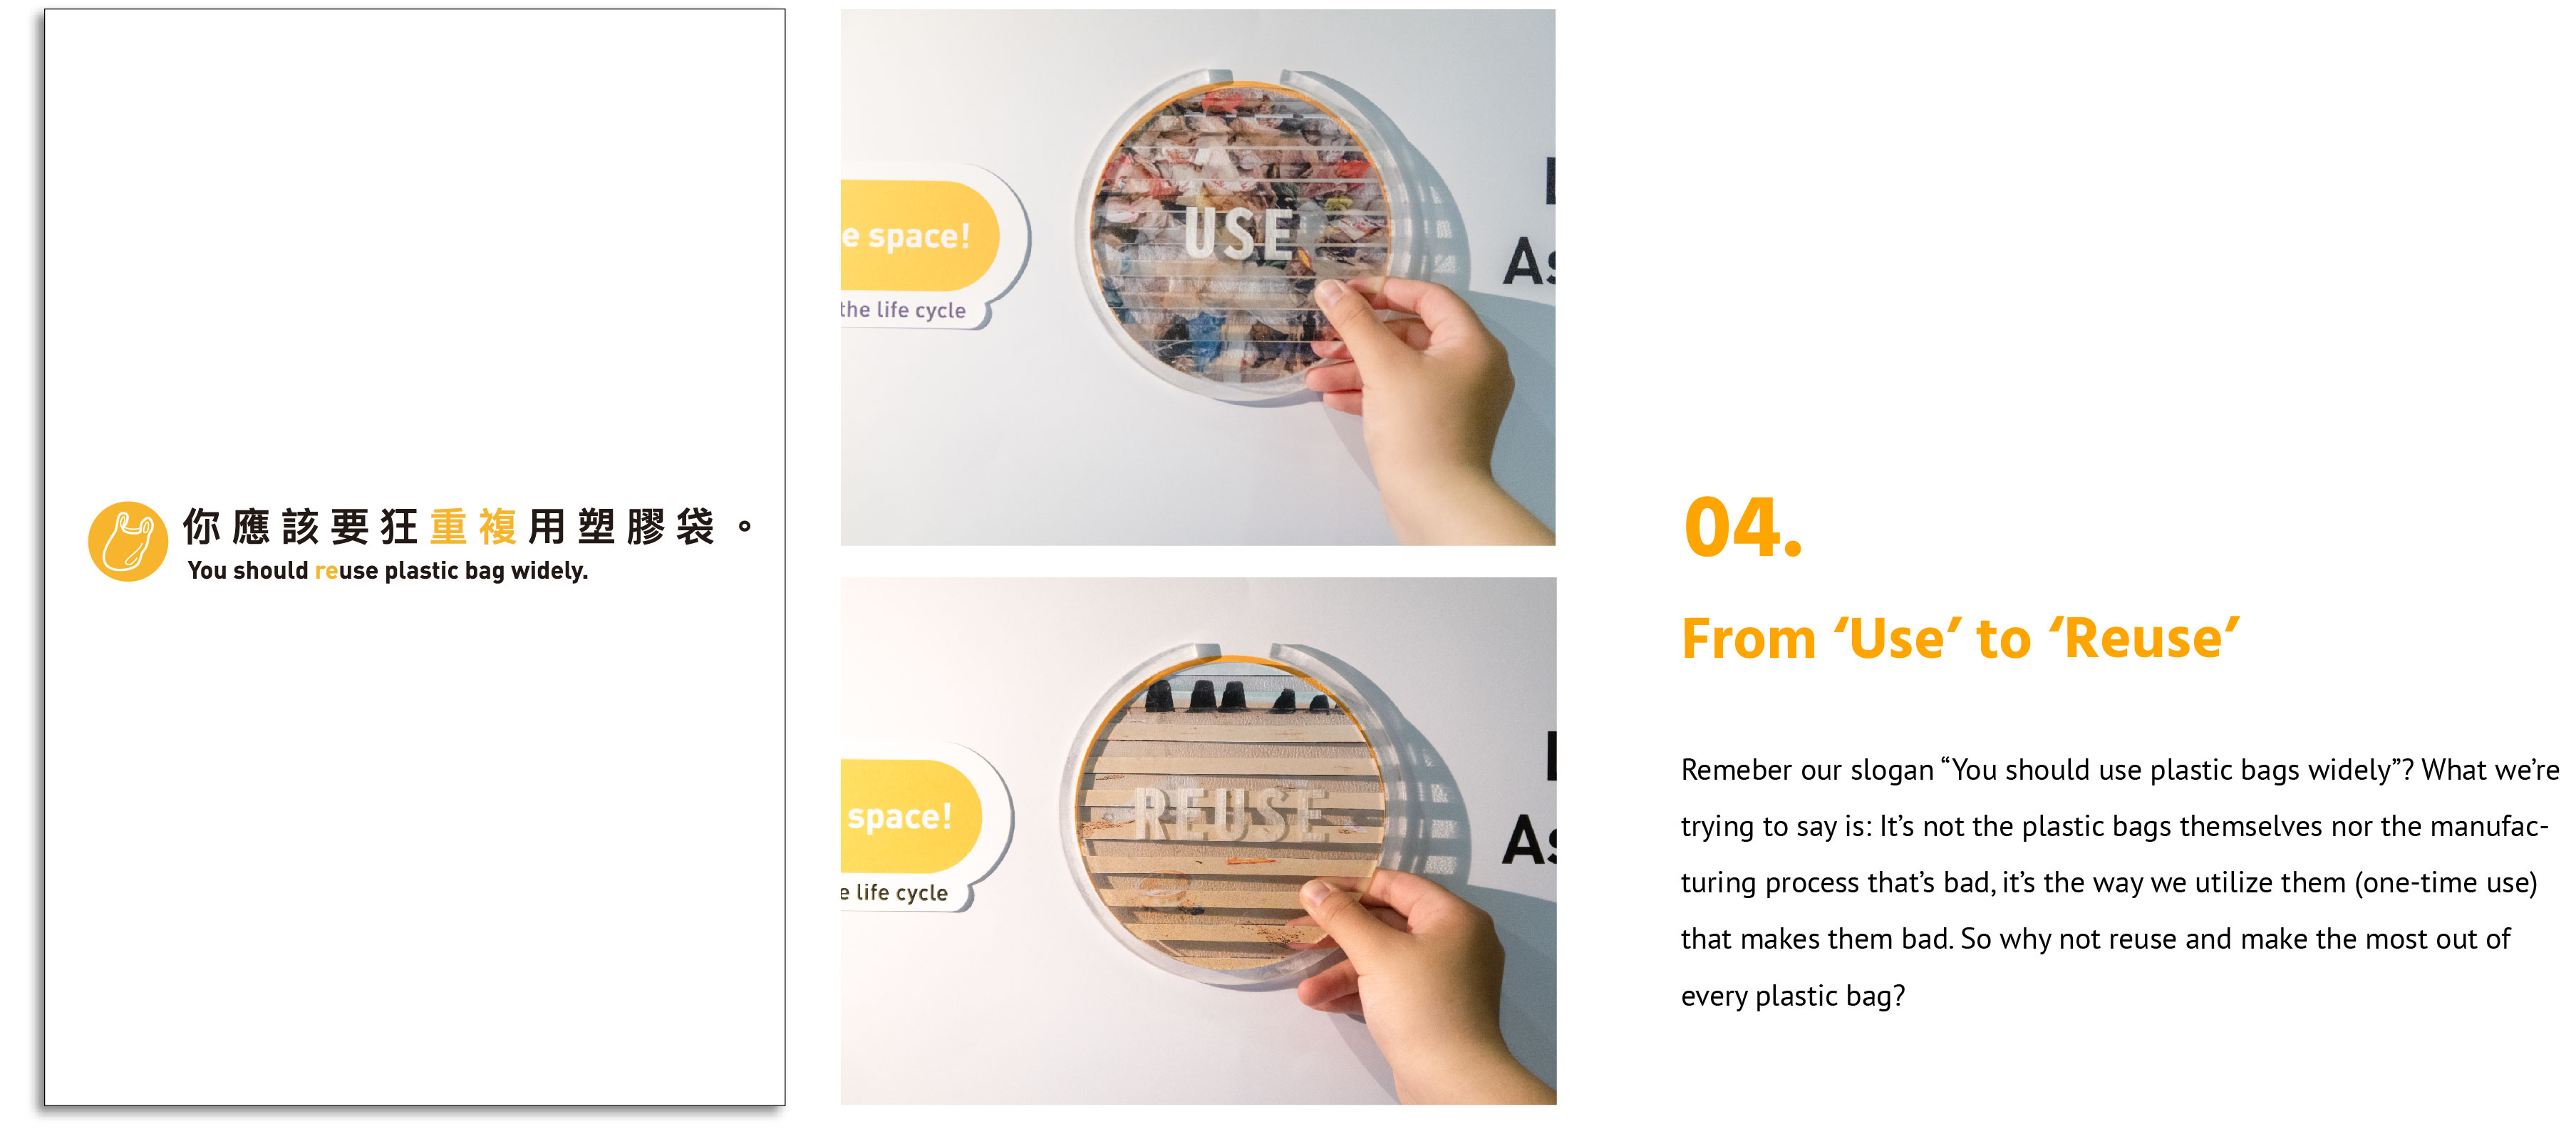 你應該要狂重複用塑膠袋。
You should reuse plastic bag widely.
e space!
the life cycle
USE
As
space!
e life cycle
REUSE
As
04.
From ‘Use’ to ‘Reuse’
Remeber our slogan “You should use plastic bags widely”? What we’re
trying to say is: It’s not the plastic bags themselves nor the manufac-
turing process that’s bad, it’s the way we utilize them (one-time use)
that makes them bad. So why not reuse and make the most out of
every plastic bag?